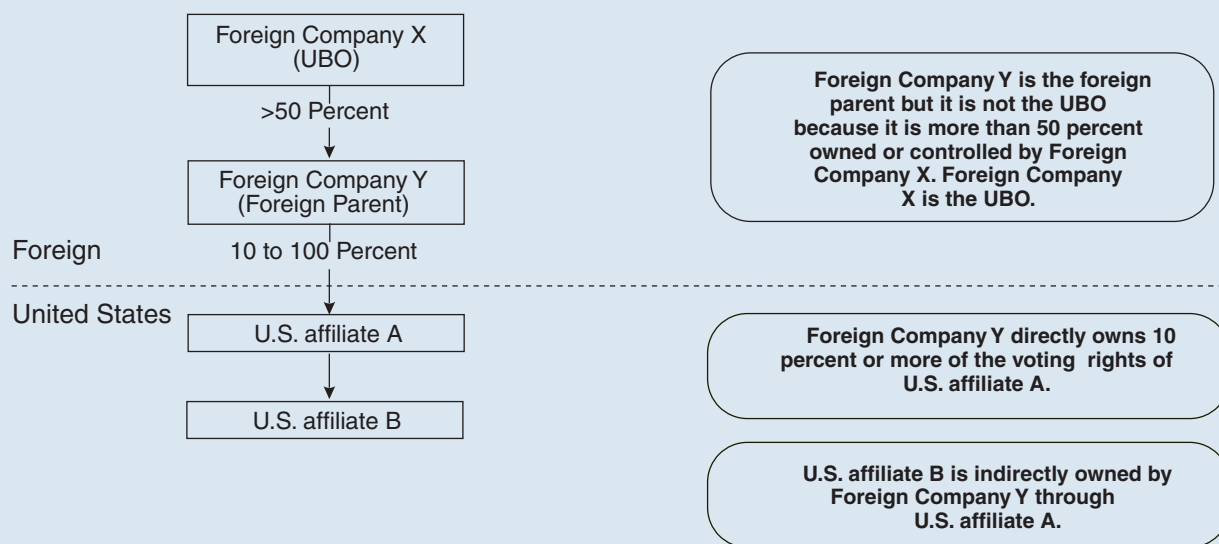 Foreign Company X
(UBO)
>50 Percent
Foreign Company Y
(Foreign Parent)
Foreign
10 to 100 Percent
United States
U.S. affiliate A
U.S. affiliate B
Foreign Company Y is the foreign
parent but it is not the UBO
because it is more than 50 percent
owned or controlled by Foreign
Company X. Foreign Company
X is the UBO.
Foreign Company Y directly owns 10
percent or more of the voting rights of
U.S. affiliate A.
U.S. affiliate B is indirectly owned by
Foreign Company Y through
U.S. affiliate A.